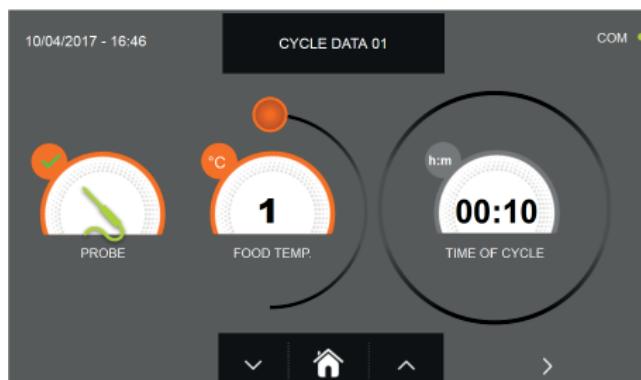 10/04/2017 - 16:46
CYCLE DATA 01
COM
°C
h:m
1
00:10
PROBE
FOOD TEMP.
TIME OF CYCLE